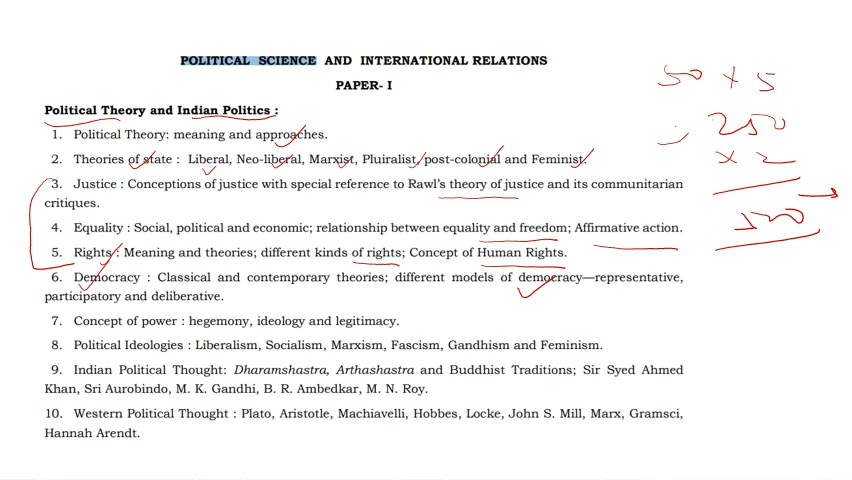 POLITICAL SCIENCE AND INTERNATIONAL RELATIONS
PAPER- I
Political Theory and Indian Politics :
1. Political Theory: meaning and approaches.
2. Theories of state : Liberal, Neo-liberal, Marxist, Pluiralist, post-colonial and Feminist.
3. Justice : Conceptions of justice with special reference to Rawl's theory of justice and its communitarian
critiques.
4. Equality : Social, political and economic; relationship between equality and freedom; Affirmative action.
5. Rights : Meaning and theories; different kinds of rights; Concept of Human Rights.
6. Democracy : Classical and contemporary theories; different models of democracy—representative,
participatory and deliberative.
7. Concept of power : hegemony, ideology and legitimacy.
8. Political Ideologies : Liberalism, Socialism, Marxism, Fascism, Gandhism and Feminism.
9. Indian Political Thought: Dharamshastra, Arthashastra and Buddhist Traditions; Sir Syed Ahmed
Khan, Sri Aurobindo, M. K. Gandhi, B. R. Ambedkar, M. N. Roy.
10. Western Political Thought : Plato, Aristotle, Machiavelli, Hobbes, Locke, John S. Mill, Marx, Gramsci,
Hannah Arendt.
50 x 5
250
x 2
500